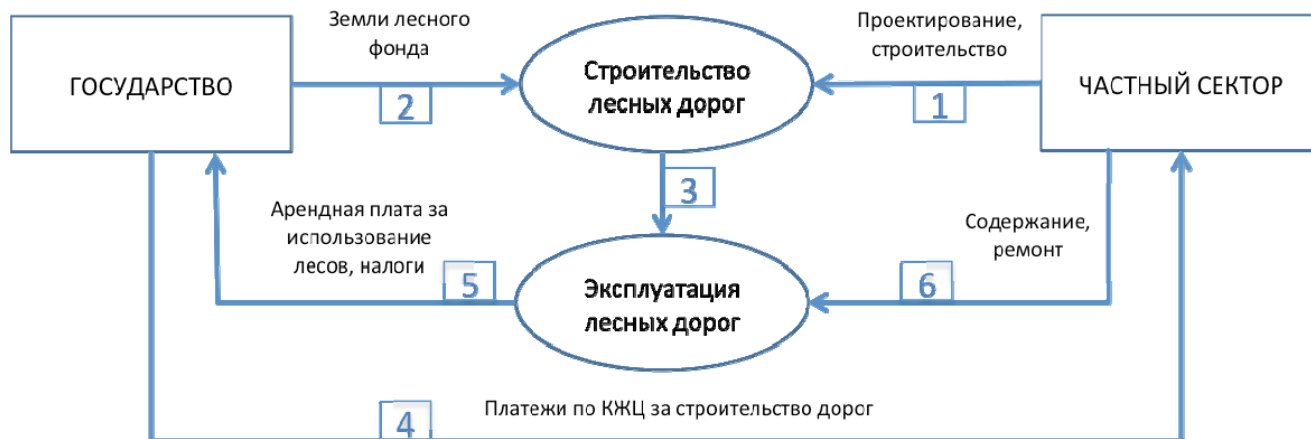 Земли лесного
фонда
Проектирование,
строительство
ГОСУДАРСТВО
Строительство
лесных дорог
ЧАСТНЫЙ СЕКТОР
2
1
3
Арендная плата за
использование
лесов, налоги
Содержание,
ремонт
5
Эксплуатация
лесных дорог
6
Платежи по КЖЦ за строительство дорог
4